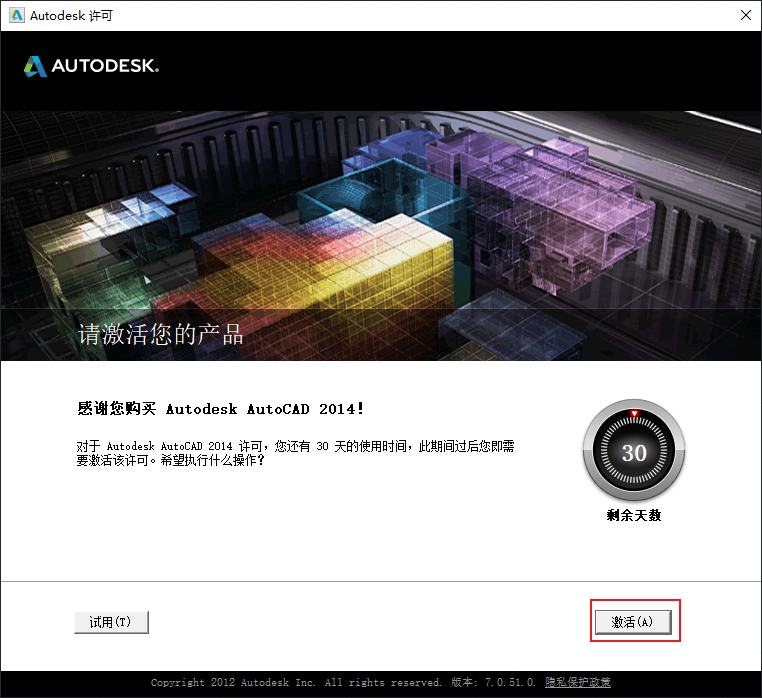 Autodesk 许可
AUTODESK.
请激活您的产品
感谢您购买 Autodesk AutoCAD 2014!
对于 Autodesk AutoCAD 2014 许可，您还有 30 天的使用时间，此期间过后您即需
要激活该许可。希望执行什么操作？
30
剩余天数
试用(T)
激活(A)
Copyright 2012 Autodesk Inc. All rights reserved. 版本: 7.0.51.0. 隐私保护政策